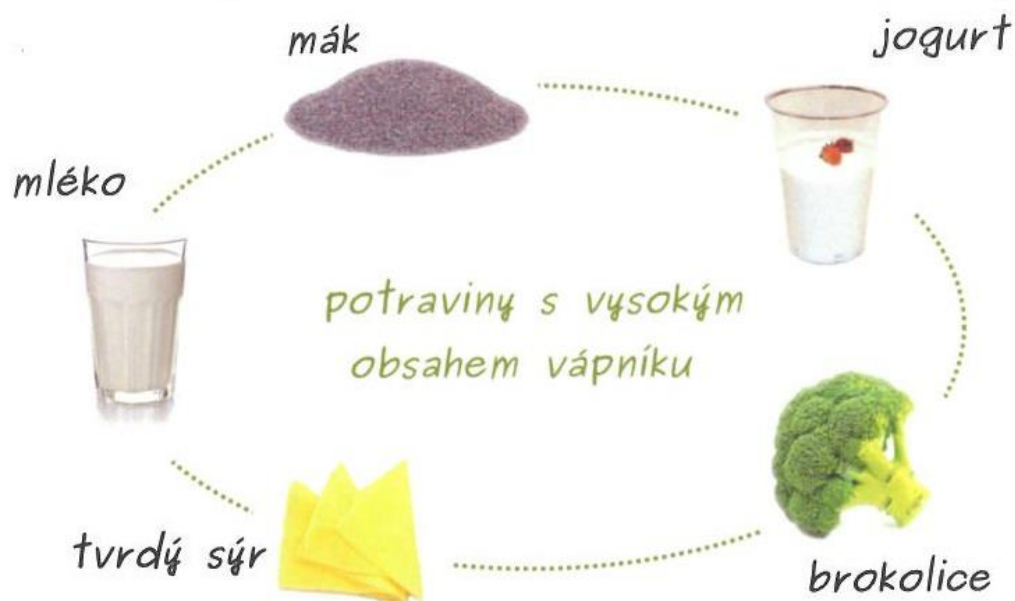 mák
jogurt
mléko
potraviny s vysokým
obsahem vápníku
tvrdý sýr
brokolice